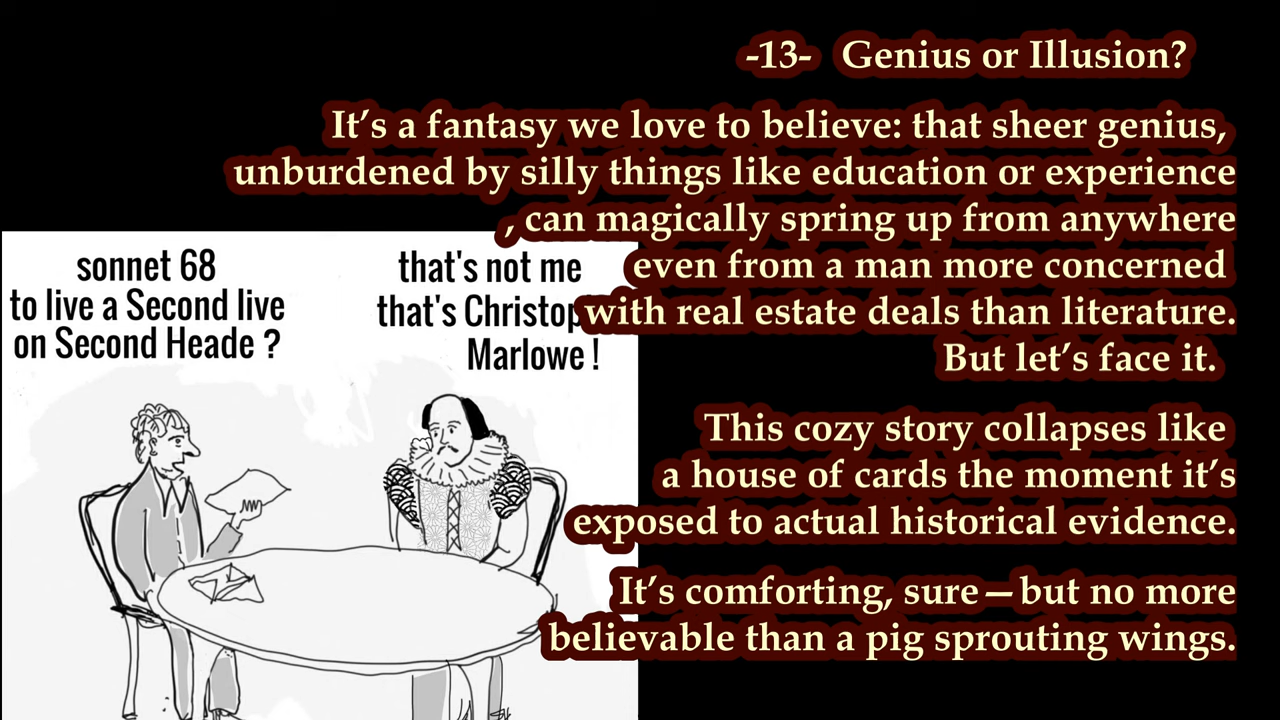 -13- Genius or Illusion?
It’s a fantasy we love to believe: that sheer genius,
unburdened by silly things like education or experience
, can magically spring up from anywhere
even from a man more concerned
with real estate deals than literature.
But let’s face it.
This cozy story collapses like
a house of cards the moment it’s
exposed to actual historical evidence.
It’s comforting, sure—but no more
believable than a pig sprouting wings.
sonnet 68
to live a Second live
on Second Heade ?
that's not me
that's Christop
Marlowe !